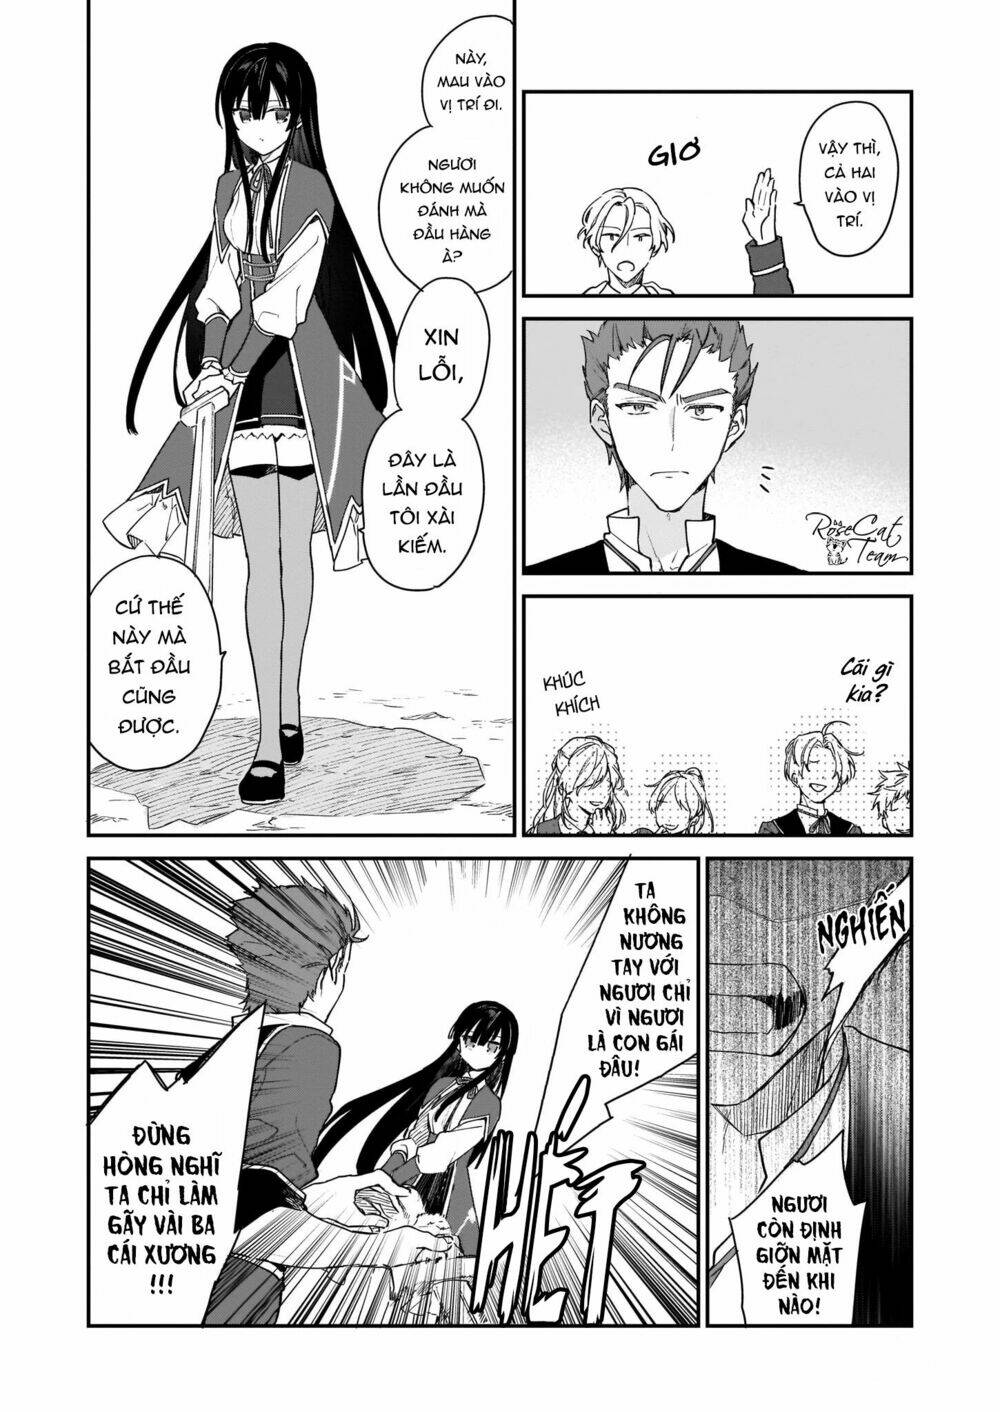 VẬY THÌ,
CẢ HAI
VÀO VỊ
TRÍ.
GIƠ
RoseCat
Team
Cái gì
kia?
KHÚC
KHÍCH
NÀY,
MAU VÀO
VỊ TRÍ ĐI.
NGƯƠI
KHÔNG MUỐN
ĐÁNH MÀ
ĐẦU HÀNG
À?
XIN
LỖI,
ĐÂY LÀ
LẦN ĐẦU
TÔI XÀI
KIẾM.
CỨ THẾ
NÀY MÀ
BẮT ĐẦU
CŨNG
ĐƯỢC.
NGHIẾN
NGƯƠI
CÒN ĐỊNH
GIỠN MẶT
ĐẾN KHI
NÀO!
TA
KHÔNG
NƯƠNG
TAY VỚI
NGƯƠI CHỈ
VÌ NGƯƠI
LÀ CON GÁI
ĐÂU!
HÉT
ĐỪNG
HÒNG NGHĨ
TA CHỈ LÀM
GÃY VÀI BA
CÁI XƯƠNG
!!!